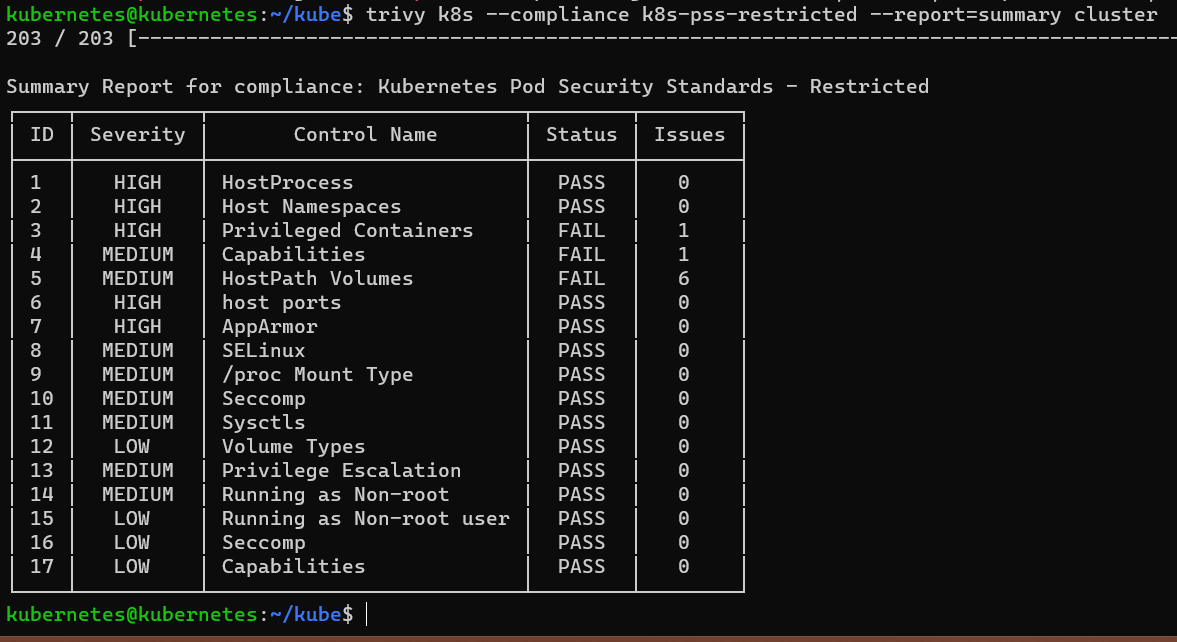 kubernetes@kubernetes:~/kube$ trivy k8s --compliance k8s-pss-restricted --report=summary cluster
203 / 203 [------------------------------------------------------------------------------------------
Summary Report for compliance: Kubernetes Pod Security Standards - Restricted
ID Severity Control Name Status Issues
1 HIGH HostProcess PASS 0
2 HIGH Host Namespaces PASS 0
3 HIGH Privileged Containers FAIL 1
4 MEDIUM Capabilities FAIL 1
5 MEDIUM HostPath Volumes FAIL 6
6 HIGH host ports PASS 0
7 HIGH AppArmor PASS 0
8 MEDIUM SELinux PASS 0
9 MEDIUM /proc Mount Type PASS 0
10 MEDIUM Seccomp PASS 0
11 MEDIUM Sysctls PASS 0
12 LOW Volume Types PASS 0
13 MEDIUM Privilege Escalation PASS 0
14 MEDIUM Running as Non-root PASS 0
15 LOW Running as Non-root user PASS 0
16 LOW Seccomp PASS 0
17 LOW Capabilities PASS 0
kubernetes@kubernetes:~/kube$